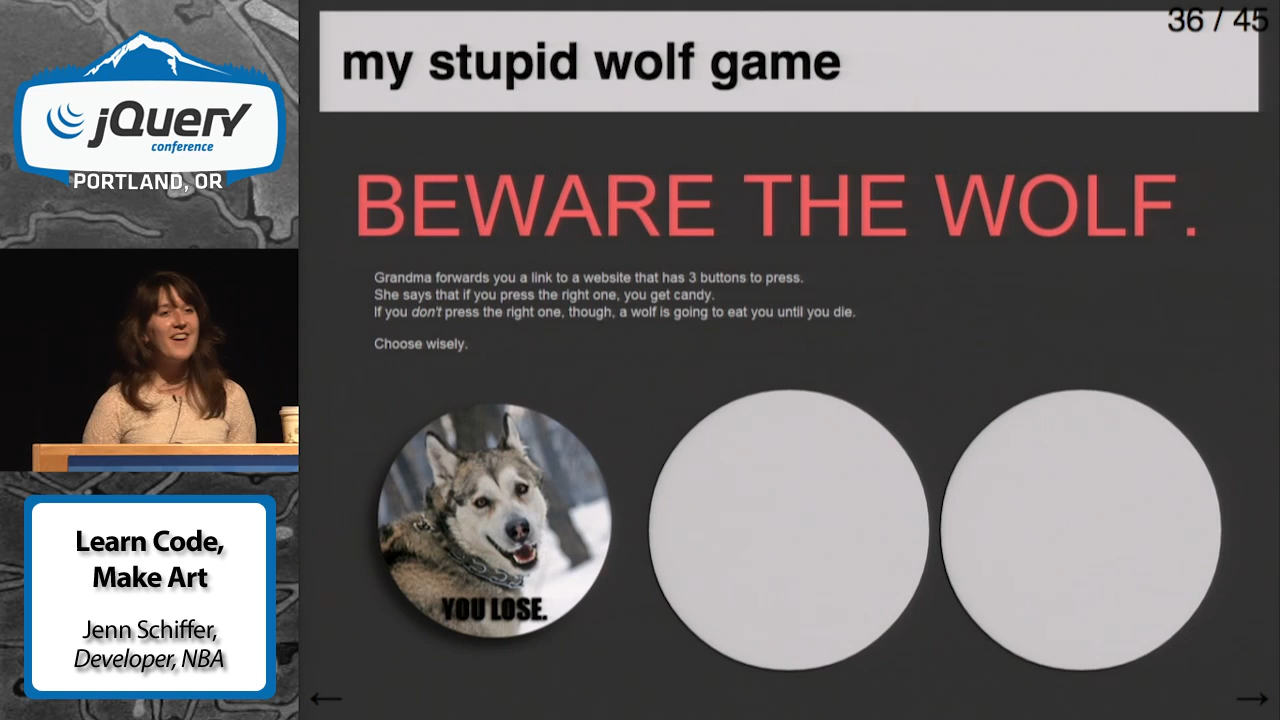 jQuery
conference
PORTLAND, OR
Learn Code,
Make Art
Jenn Schiffer,
Developer, NBA
36 / 45
my stupid wolf game
BEWARE THE WOLF.
Grandma forwards you a link to a website that has 3 buttons to press.
She says that if you press the right one, you get candy.
If you don't press the right one, though, a wolf is going to eat you until you die.
Choose wisely.
YOU LOSE.